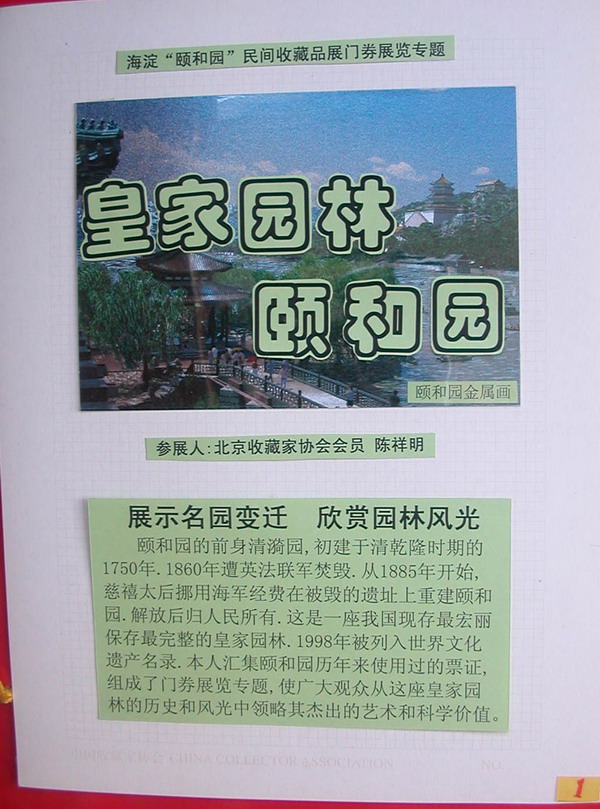 海淀“颐和园”民间收藏品展门券展览专题
皇家园林
颐和园
颐和园金属画
参展人:北京收藏家协会会员 陈祥明
展示名园变迁 欣赏园林风光
颐和园的前身清漪园,初建于清乾隆时期的
1750年.1860年遭英法联军焚毁.从1885年开始,
慈禧太后挪用海军经费在被毁的遗址上重建颐和
园.解放后归人民所有.这是一座我国现存最宏丽
保存最完整的皇家园林.1998年被列入世界文化
遗产名录.本人汇集颐和园历年来使用过的票证,
组成了门券展览专题,使广大观众从这座皇家园
林的历史和风光中领略其杰出的艺术和科学价值。
中国收藏家协会 CHINA COLLECTOR ASSOCIATION NO.
1